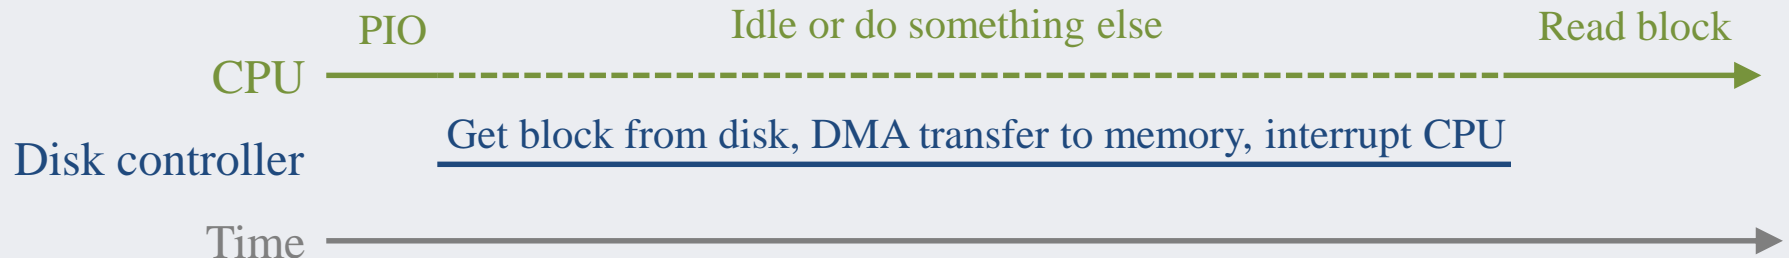 PIO
Idle or do something else
Read block
CPU
Get block from disk, DMA transfer to memory, interrupt CPU
Disk controller
Time